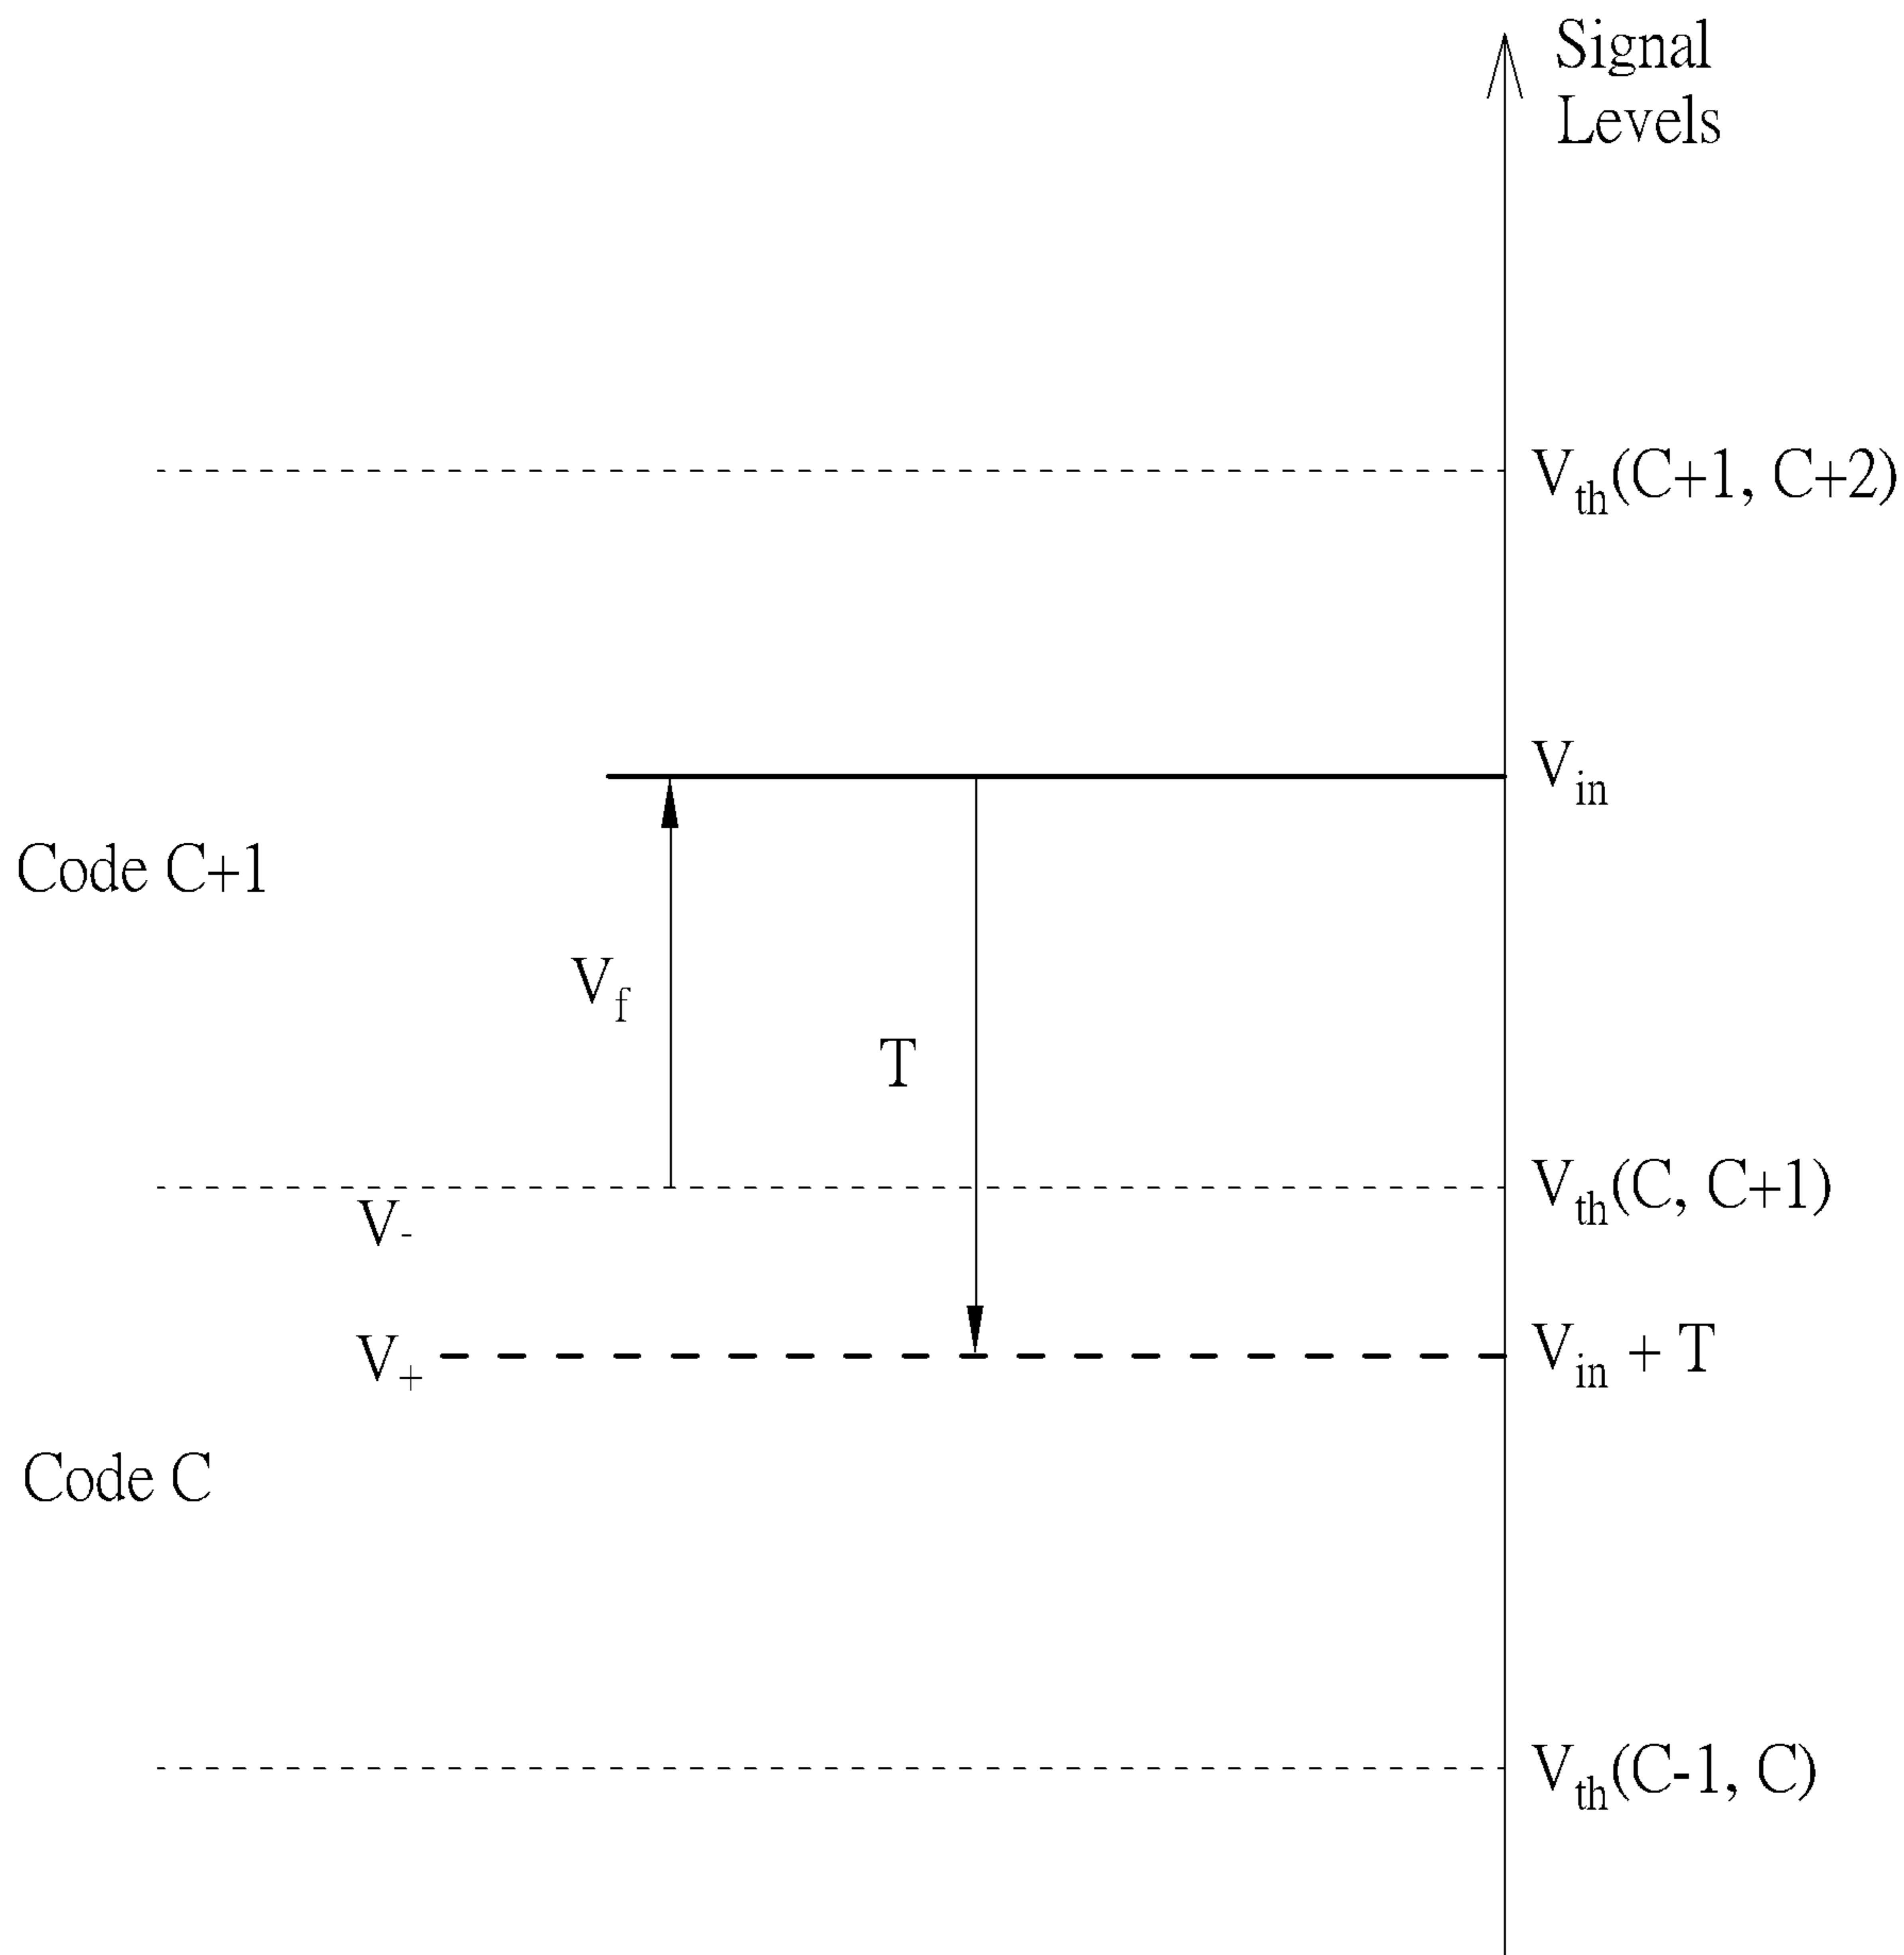 Signal
Levels
Vth(C+1, C+2)
Vin
Code C+1
Vf
T
Vth(C, C+1)
V-
Vin + T
V+
Code C
Vth(C-1, C)